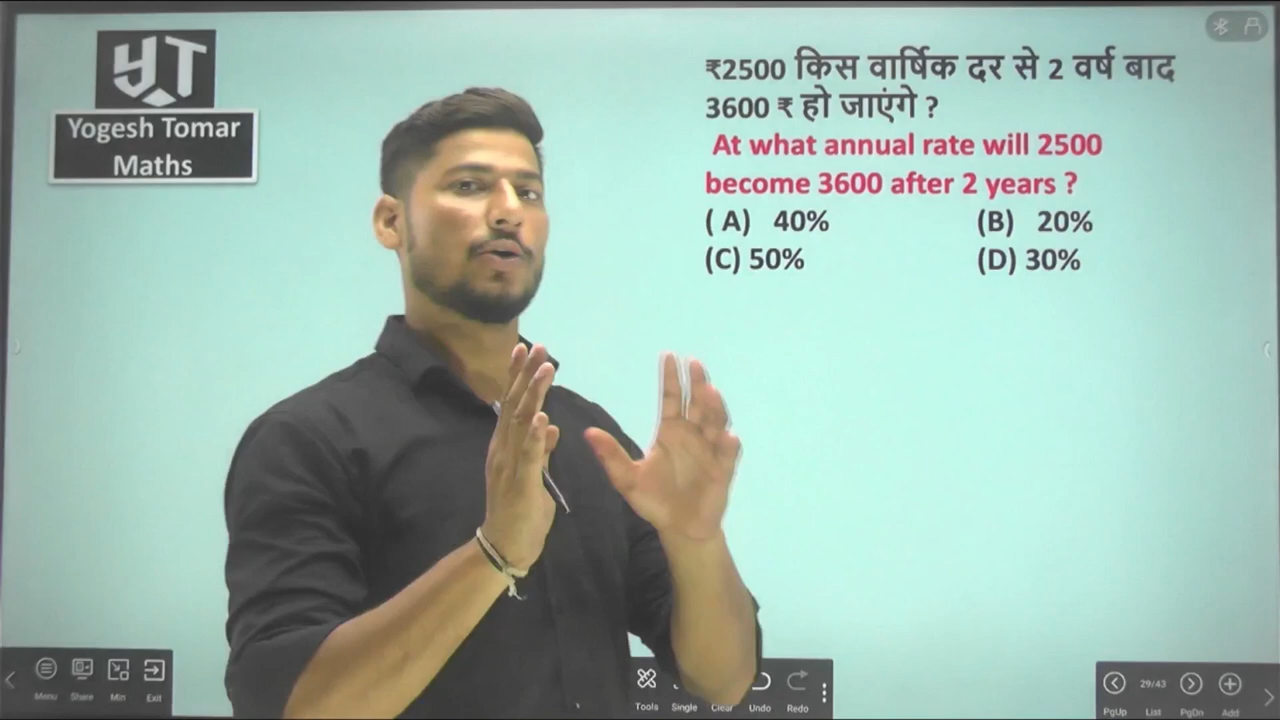 YT
Yogesh Tomar
Maths
₹2500 किस वार्षिक दर से 2 वर्ष बाद
3600 ₹ हो जाएंगे ?
At what annual rate will 2500
become 3600 after 2 years ?
( A) 40% (B) 20%
(C) 50% (D) 30%
Menu Share Min Exit
Tools Single Clear Undo Redo
29/43
PgUp List PgDn Add